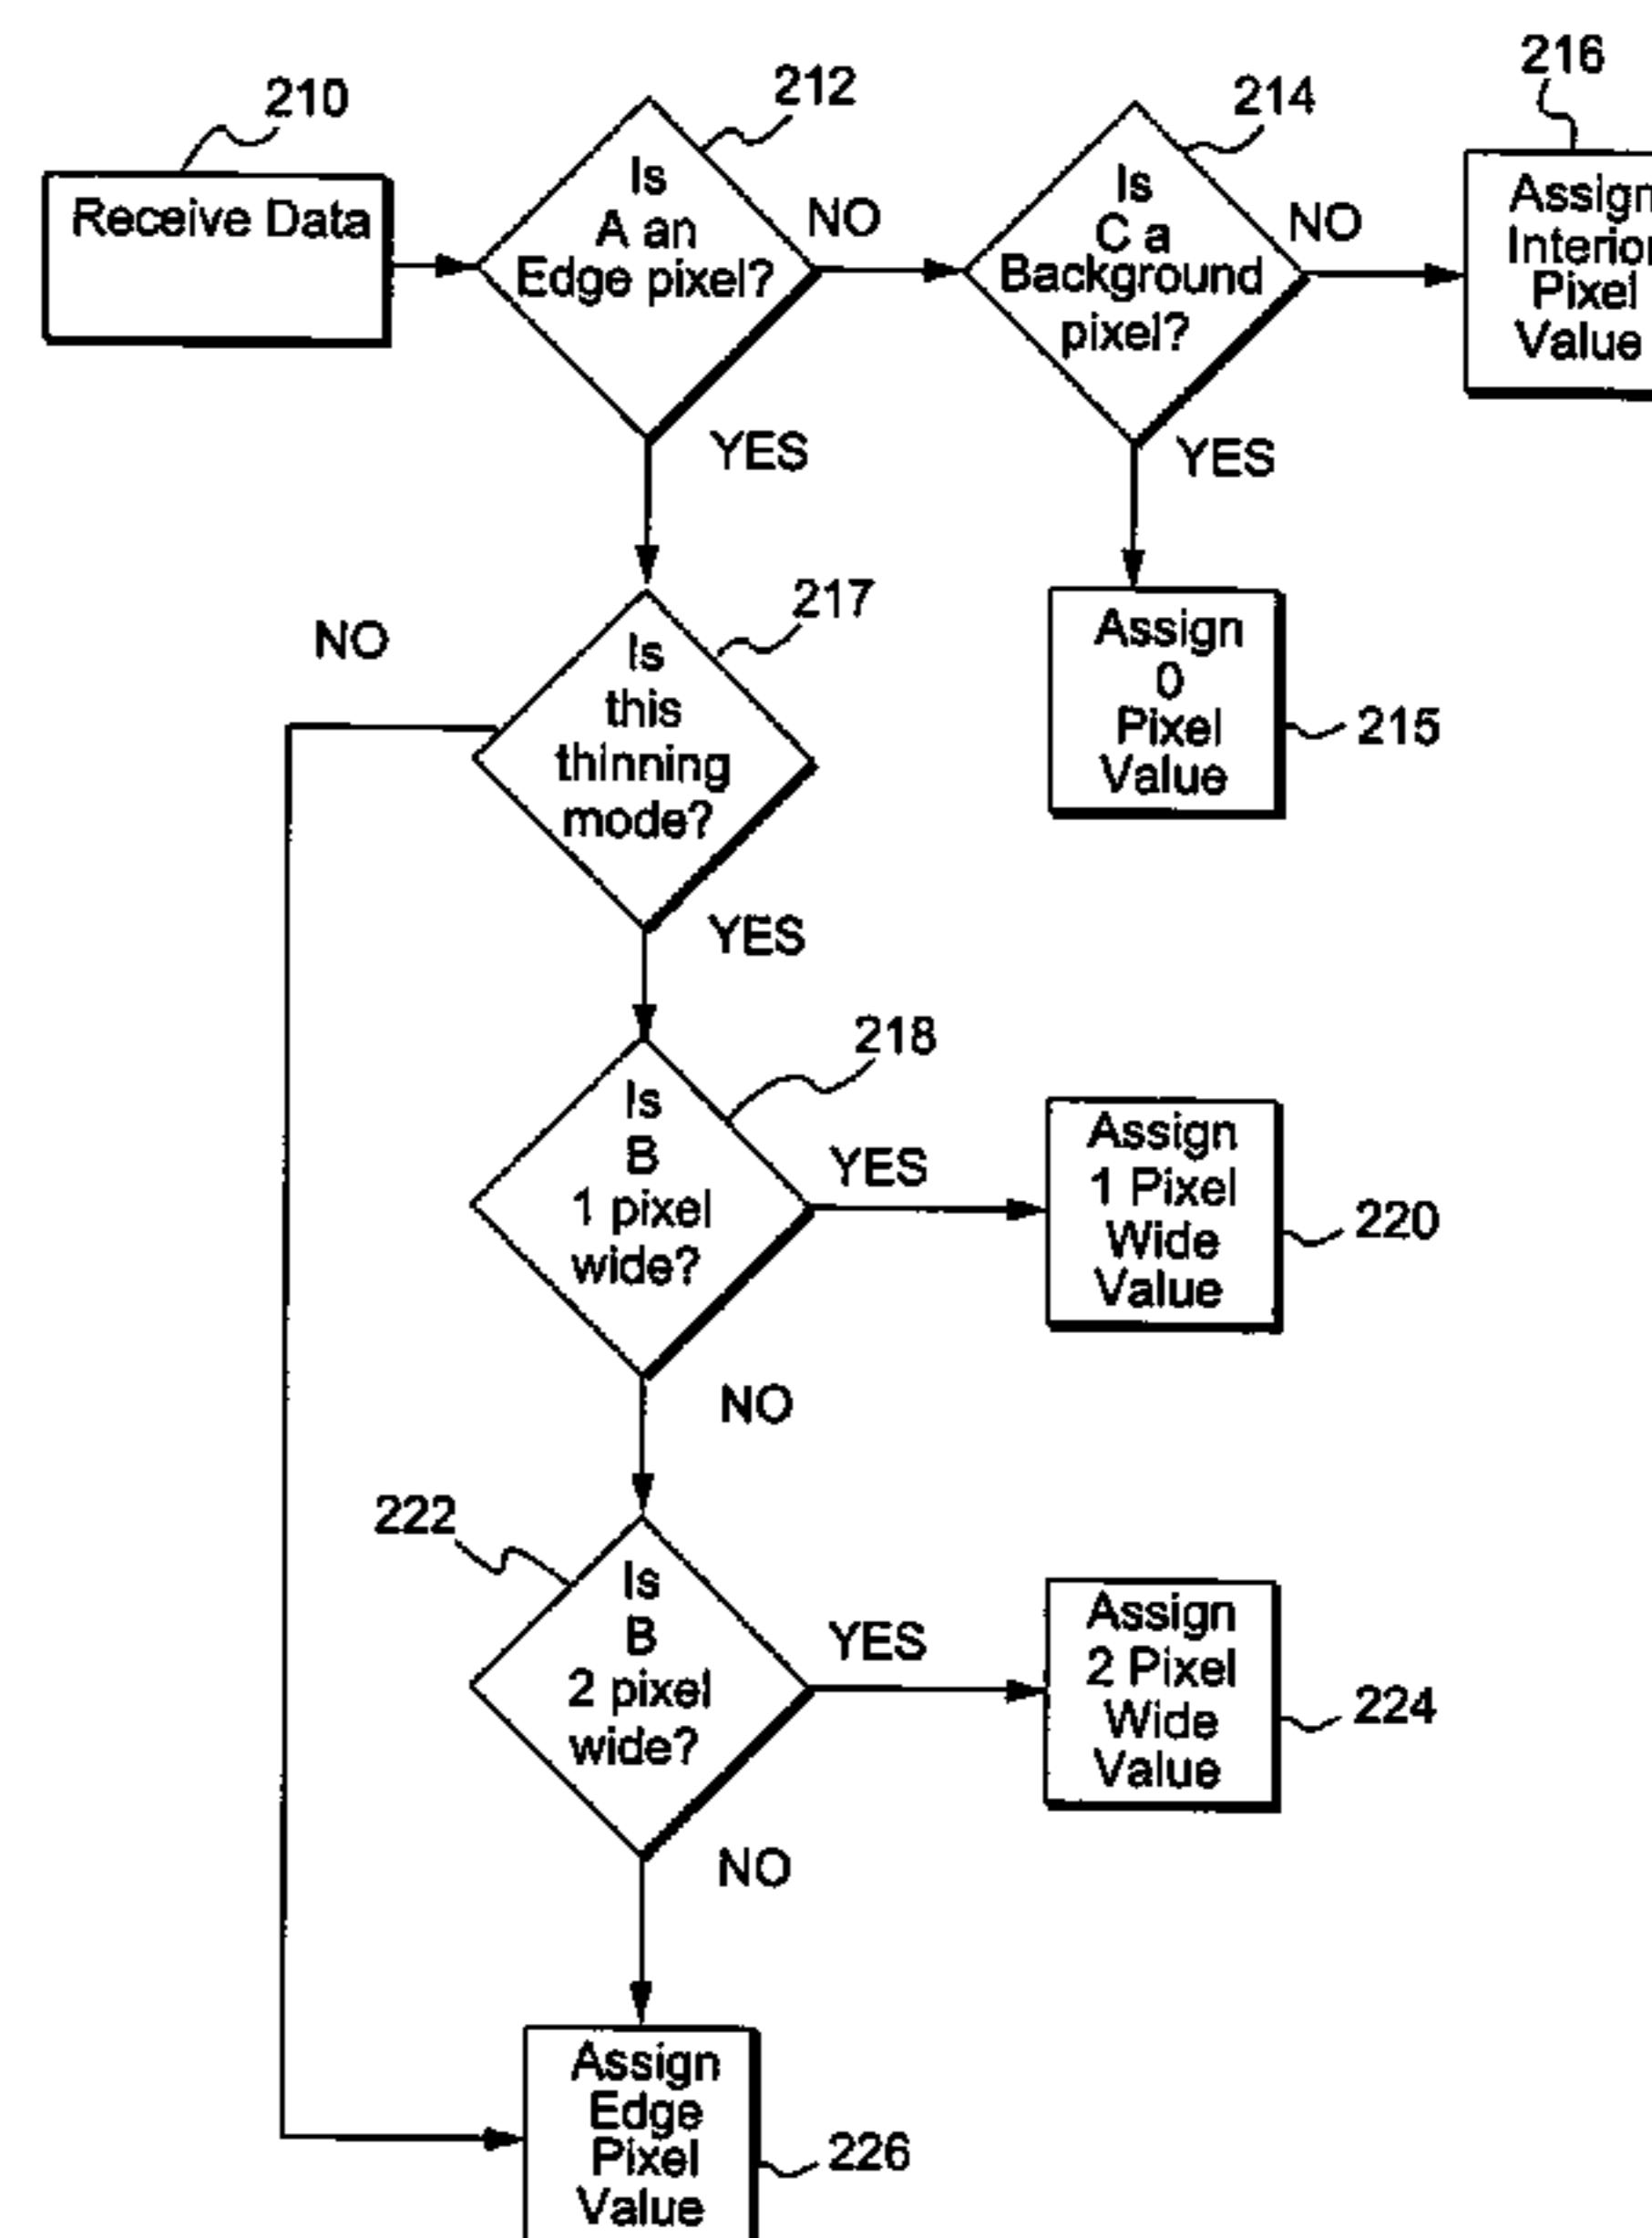 210
Receive Data
212
Is
A an
Edge pixel?
NO
YES
214
Is
C a
Background
pixel?
NO
YES
216
Assign
Interior
Pixel
Value
Assign
0
Pixel
Value
215
217
Is
this
thinning
mode?
NO
YES
218
Is
B
1 pixel
wide?
YES
NO
Assign
1 Pixel
Wide
Value
220
222
Is
B
2 pixel
wide?
YES
NO
Assign
2 Pixel
Wide
Value
224
Assign
Edge
Pixel
Value
226